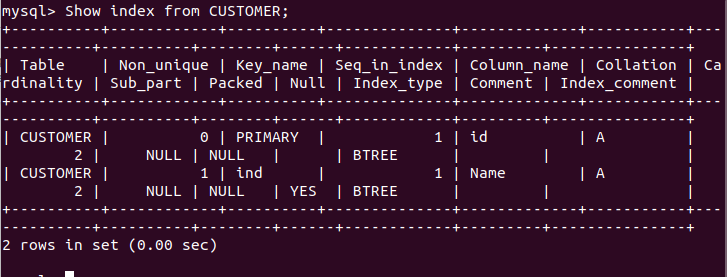 mysql> Show index from CUSTOMER;
+----------+------------+----------+--------------+-------------+-----------+---
----------+----------+--------+------+------------+---------+---------------+
| Table    | Non_unique | Key_name | Seq_in_index | Column_name | Collation | Ca
rdinality | Sub_part | Packed | Null | Index_type | Comment | Index_comment |
+----------+------------+----------+--------------+-------------+-----------+---
----------+----------+--------+------+------------+---------+---------------+
| CUSTOMER |          0 | PRIMARY  |            1 | id          | A         |
        2 |     NULL | NULL   |      | BTREE      |         |               |
| CUSTOMER |          1 | ind      |            1 | Name        | A         |
        2 |     NULL | NULL   | YES  | BTREE      |         |               |
+----------+------------+----------+--------------+-------------+-----------+---
----------+----------+--------+------+------------+---------+---------------+
2 rows in set (0.00 sec)